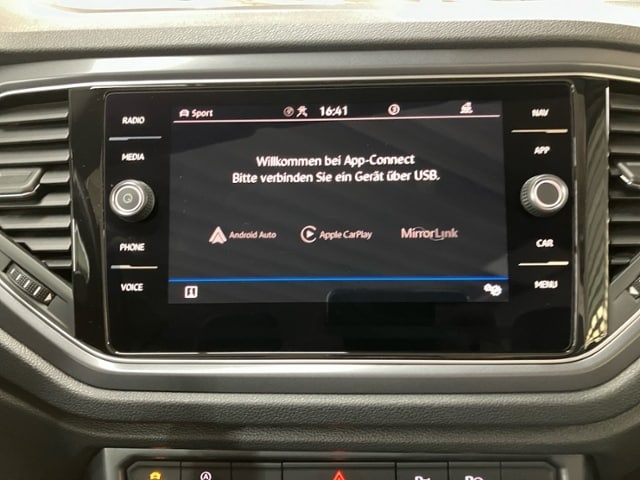 RADIO
MEDIA
PHONE
VOICE
Sport
16:41
Willkommen bei App-Connect
Bitte verbinden Sie ein Gerät über USB.
Android Auto
Apple CarPlay
MirrorLink
NAV
APP
CAR
MENU